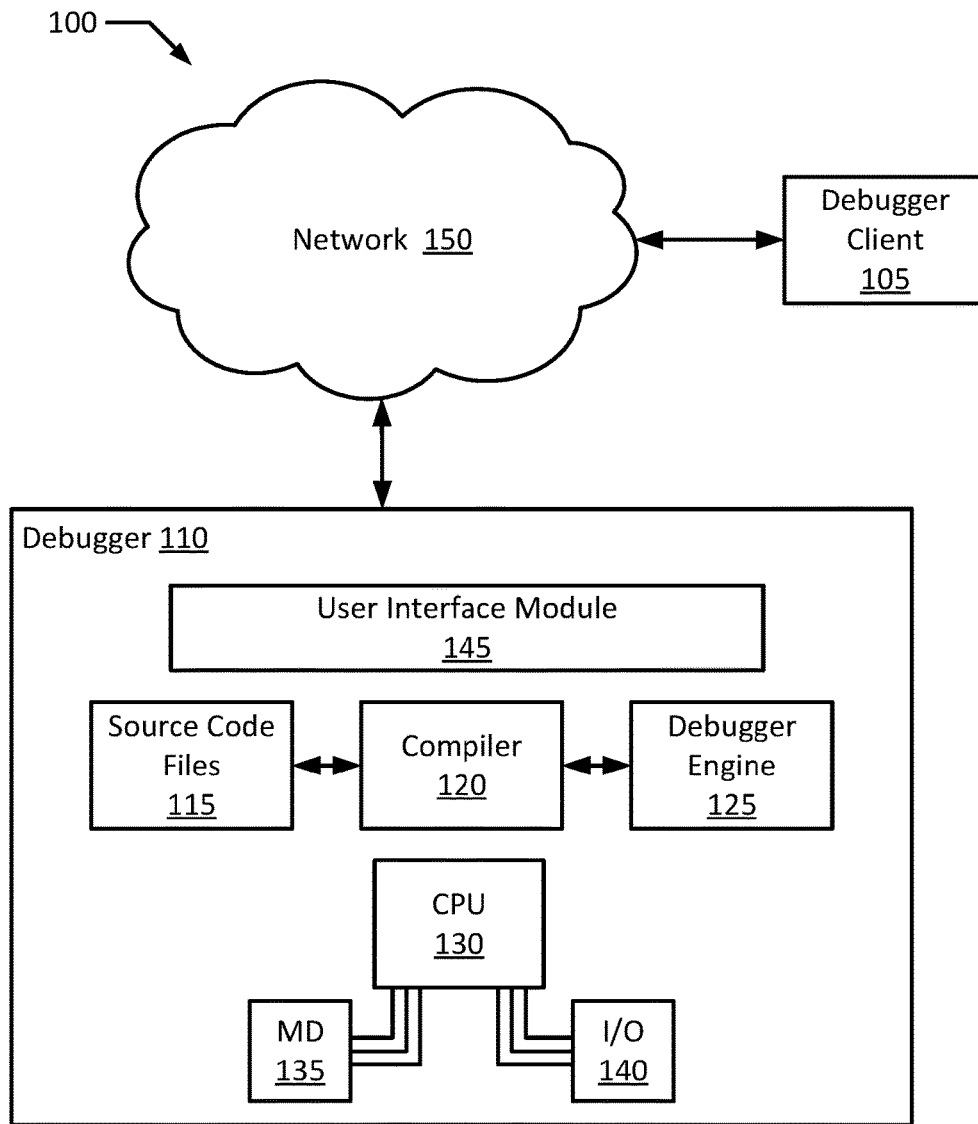 100
Network 150
Debugger
Client
105
Debugger 110
User Interface Module
145
Source Code
Files
115
Compiler
120
Debugger
Engine
125
CPU
130
MD
135
I/O
140